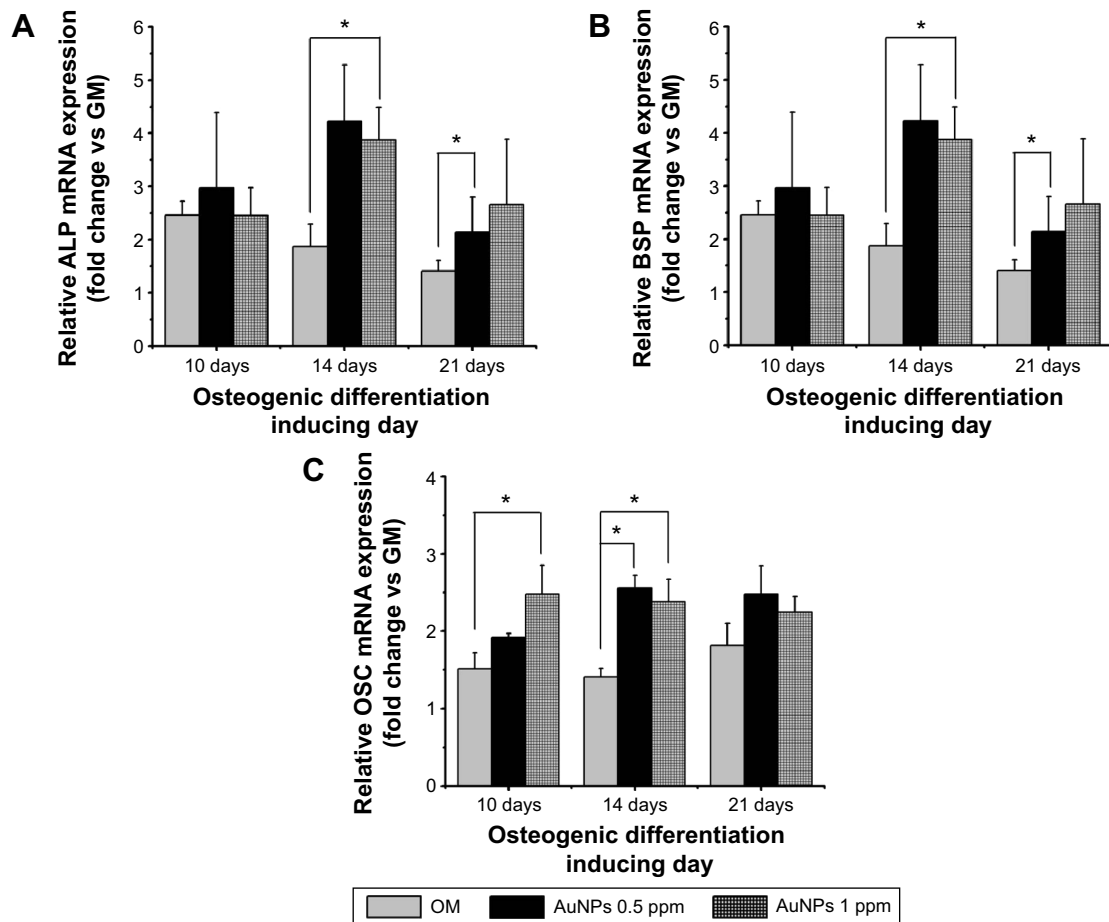 A
Relative ALP mRNA expression
(fold change vs GM)
6
5
4
3
2
1
0
*
*
10 days
14 days
21 days
Osteogenic differentiation
inducing day
B
Relative BSP mRNA expression
(fold change vs GM)
6
5
4
3
2
1
0
*
*
10 days
14 days
21 days
Osteogenic differentiation
inducing day
C
Relative OSC mRNA expression
(fold change vs GM)
4
3
2
1
0
*
*
*
10 days
14 days
21 days
Osteogenic differentiation
inducing day
OM
AuNPs 0.5 ppm
AuNPs 1 ppm